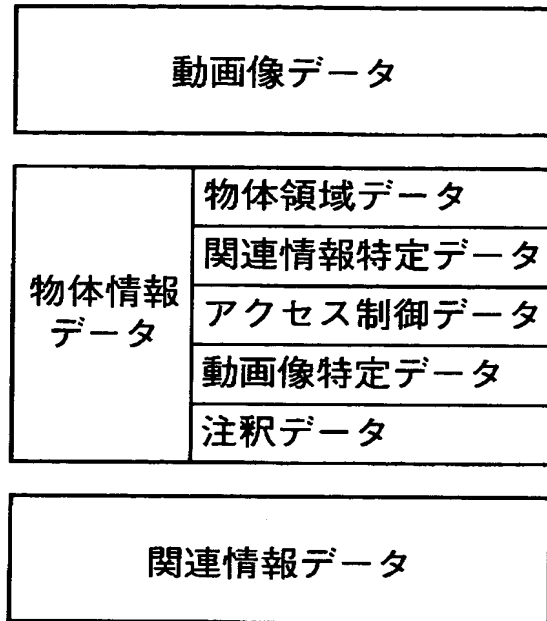 動画像データ
物体情報
データ
物体領域データ
関連情報特定データ
アクセス制御データ
動画像特定データ
注釈データ
関連情報データ